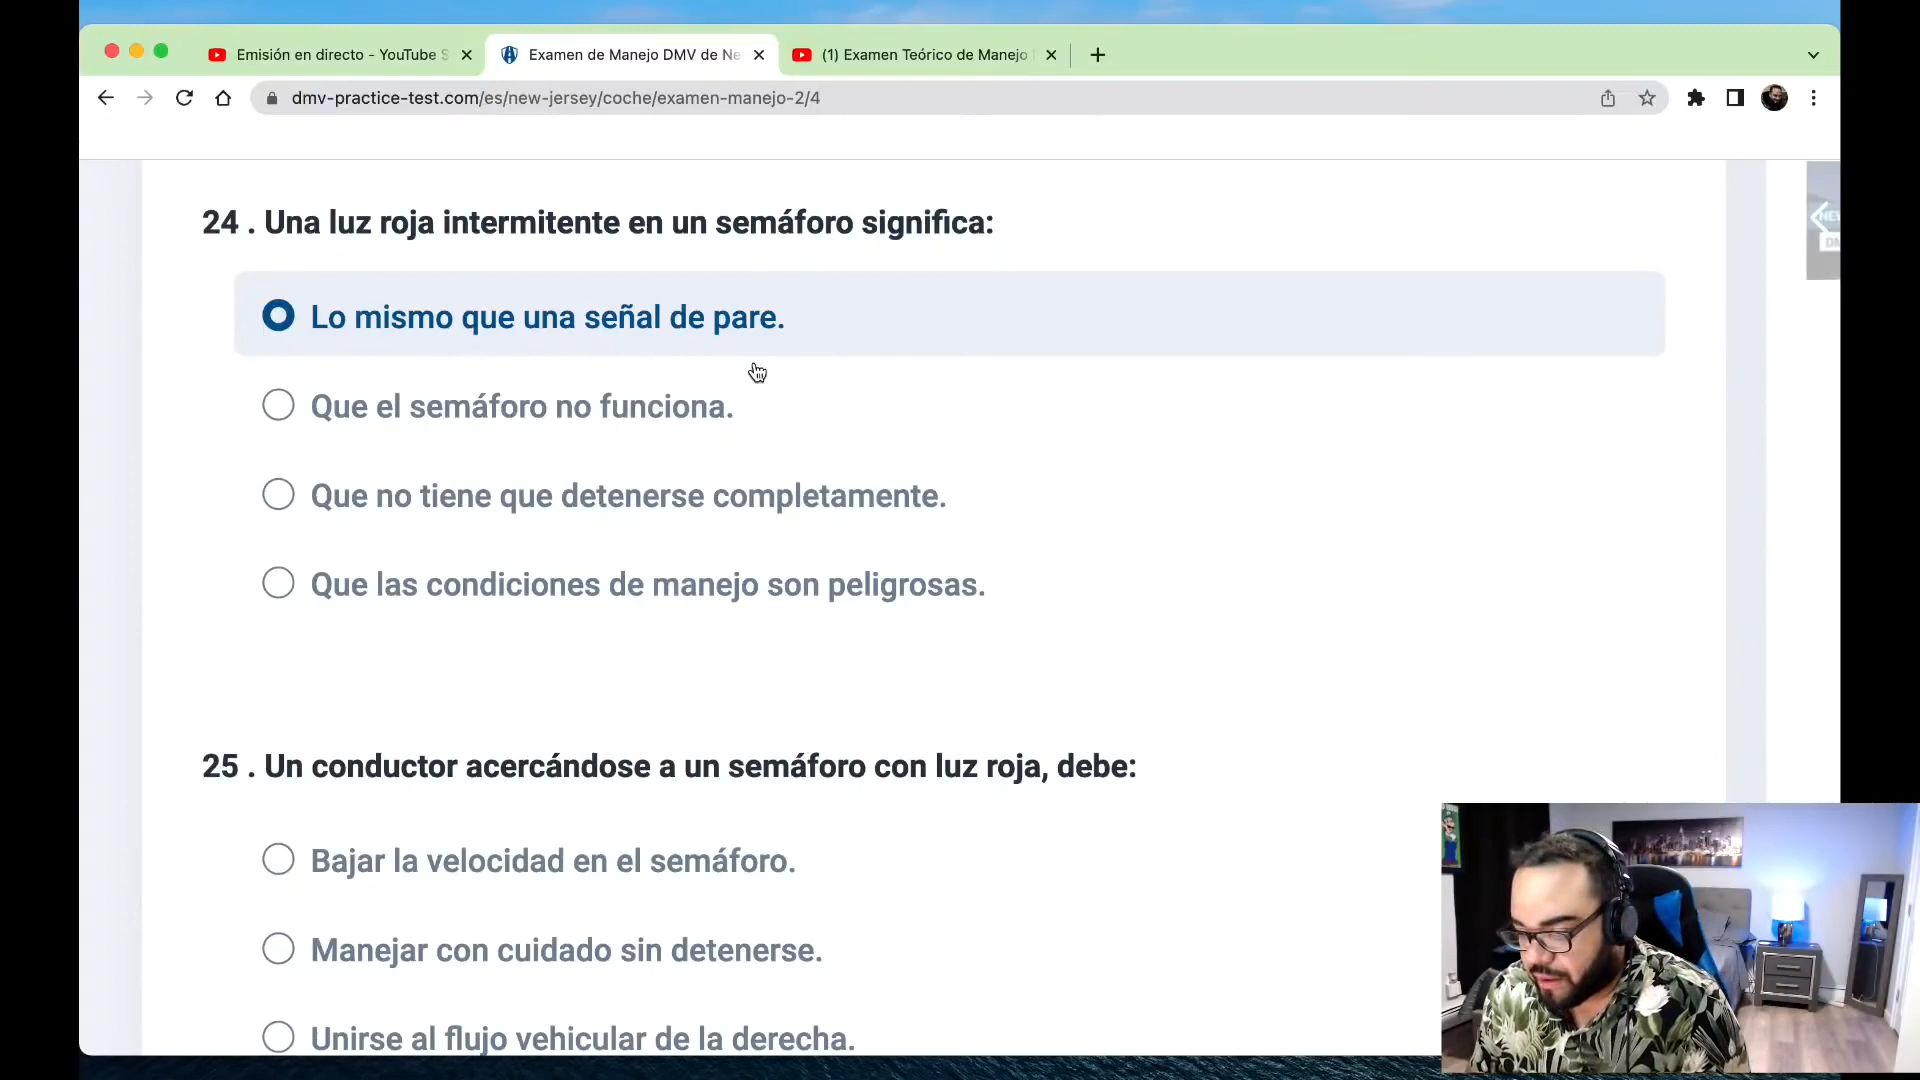 Emisión en directo - YouTube S
Examen de Manejo DMV de Ne
(1) Examen Teórico de Manejo
dmv-practice-test.com/es/new-jersey/coche/examen-manejo-2/4
24 . Una luz roja intermitente en un semáforo significa:
Lo mismo que una señal de pare.
Que el semáforo no funciona.
Que no tiene que detenerse completamente.
Que las condiciones de manejo son peligrosas.
25 . Un conductor acercándose a un semáforo con luz roja, debe:
Bajar la velocidad en el semáforo.
Manejar con cuidado sin detenerse.
Unirse al flujo vehicular de la derecha.